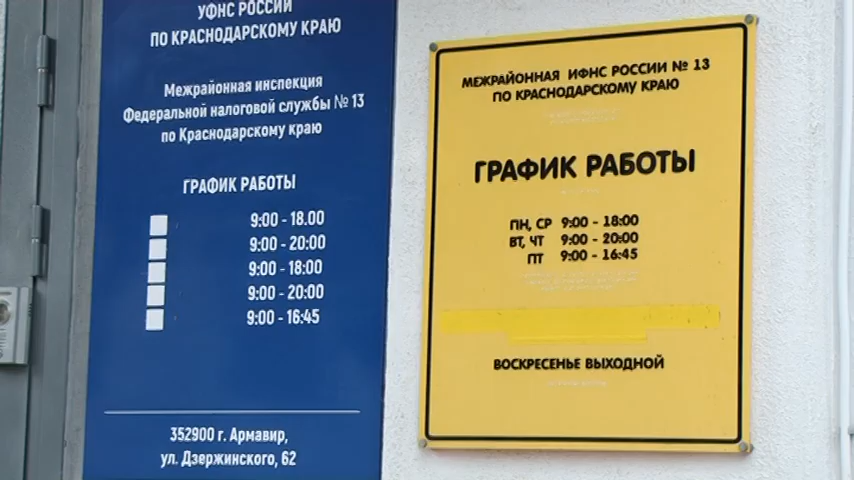 УФНС РОССИИ
ПО КРАСНОДАРСКОМУ КРАЮ
Межрайонная инспекция
Федеральной налоговой службы № 13
по Краснодарскому краю
ГРАФИК РАБОТЫ
9:00 - 18.00
9:00 - 20:00
9:00 - 18:00
9:00 - 20:00
9:00 - 16:45
352900 г. Армавир,
ул. Дзержинского, 62
МЕЖРАЙОННАЯ ИФНС РОССИИ № 13
ПО КРАСНОДАРСКОМУ КРАЮ
ГРАФИК РАБОТЫ
ПН, СР 9:00 - 18:00
ВТ, ЧТ 9:00 - 20:00
ПТ 9:00 - 16:45
ВОСКРЕСЕНЬЕ ВЫХОДНОЙ